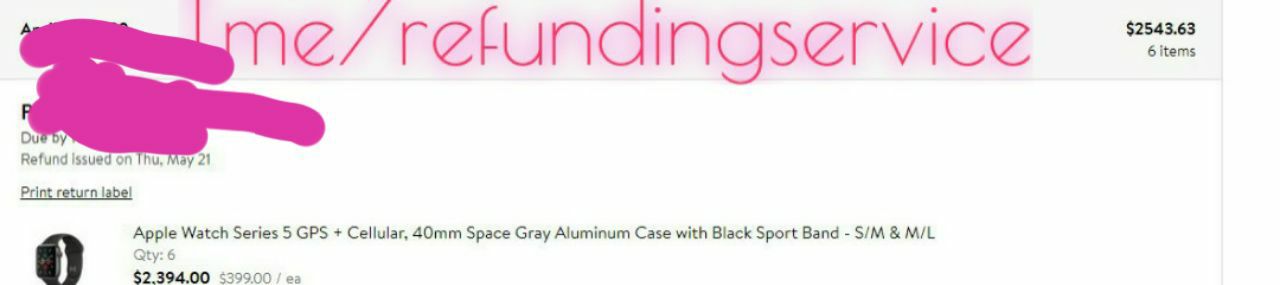 me/refundingservice
$2543.63
6 items
Due by
Refund issued on Thu, May 21
Print return label
Apple Watch Series 5 GPS + Cellular, 40mm Space Gray Aluminum Case with Black Sport Band - S/M & M/L
Qty: 6
$2,394.00 $399.00 / ea